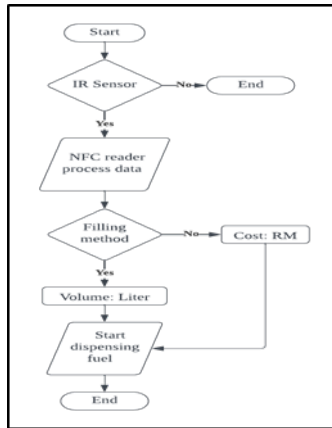 Start
IR Sensor
No
End
Yes
NFC reader
process data
Filling
method
No
Cost: RM
Yes
Volume: Liter
Start
dispensing
fuel
End